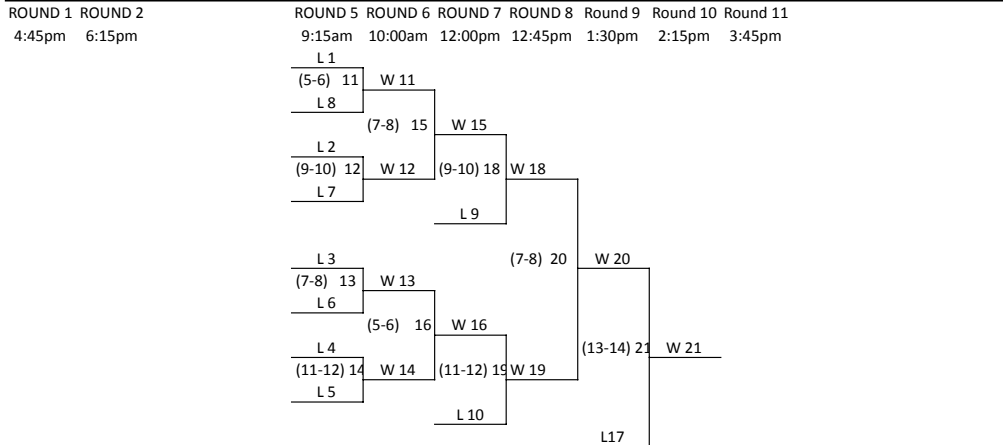 ROUND 1 ROUND 2 ROUND 5 ROUND 6 ROUND 7 ROUND 8 Round 9 Round 10 Round 11
4:45pm 6:15pm 9:15am 10:00am 12:00pm 12:45pm 1:30pm 2:15pm 3:45pm
L 1
(5-6) 11 W 11
L 8
(7-8) 15 W 15
L 2
(9-10) 12 W 12 (9-10) 18 W 18
L 7
L 9
L 3 (7-8) 20 W 20
(7-8) 13 W 13
L 6
(5-6) 16 W 16
L 4 (13-14) 21 W 21
(11-12) 14 W 14 (11-12) 19 W 19
L 5
L 10
L17